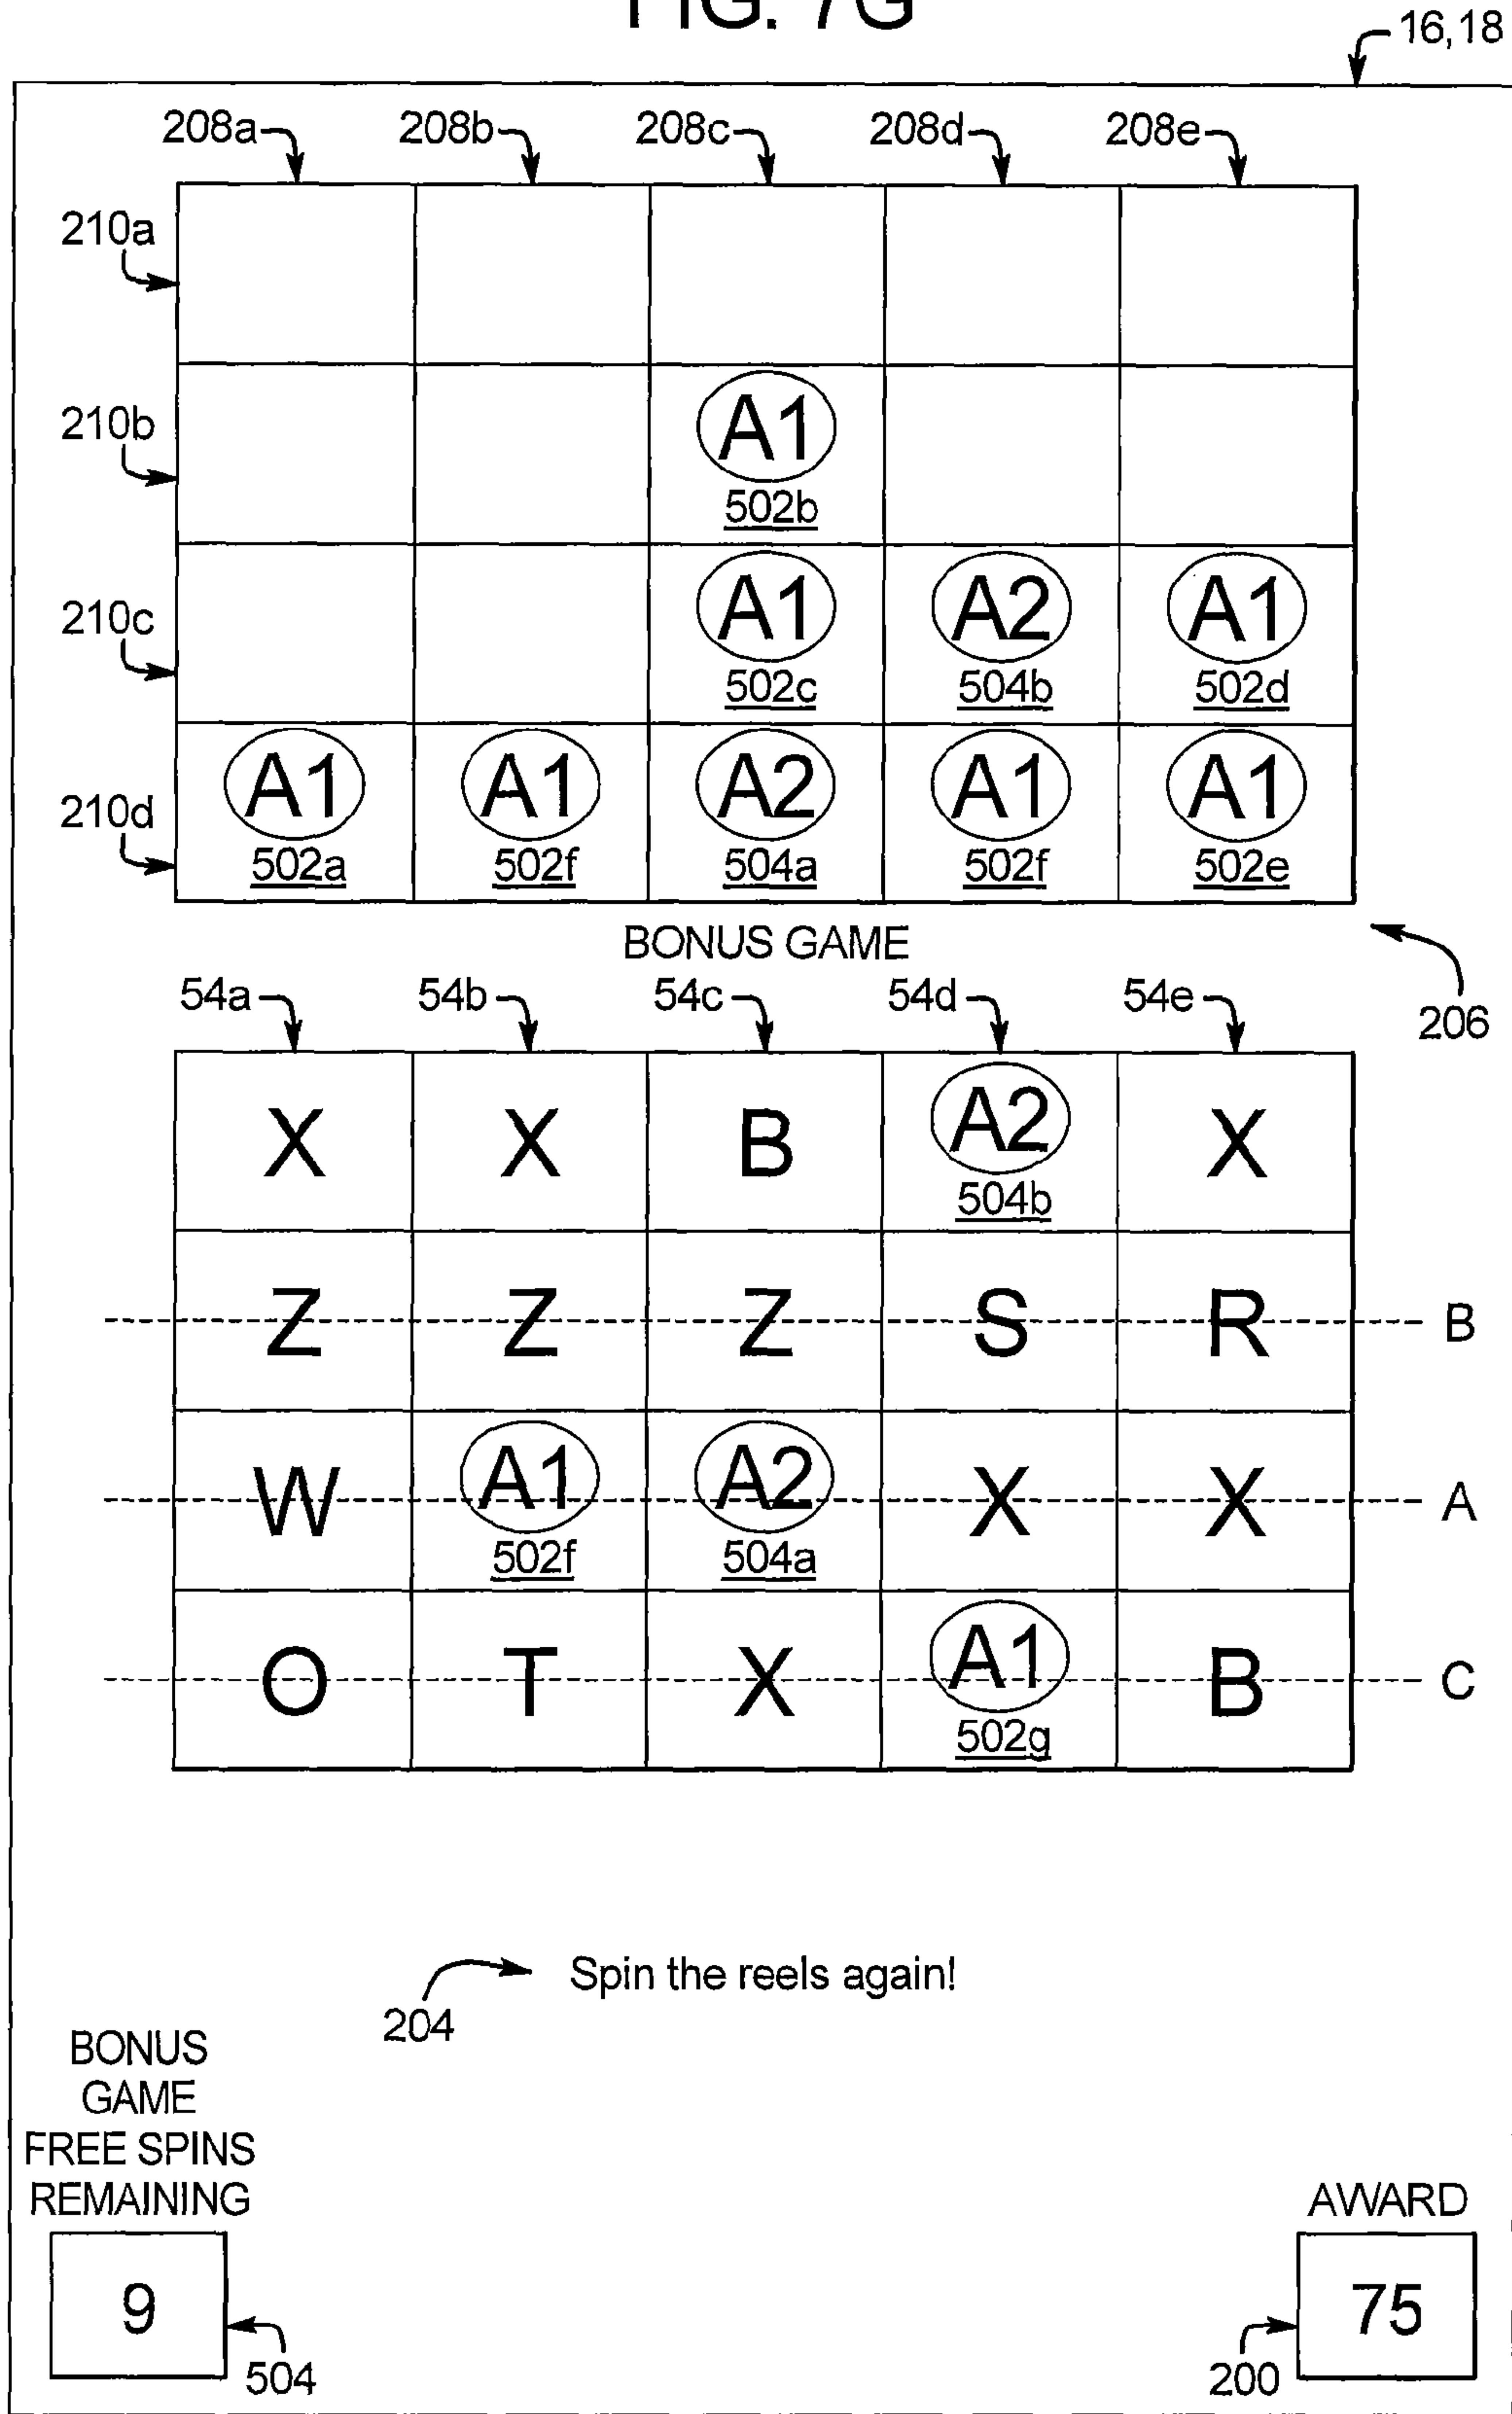 FIG. 7G
16,18
208a 208b 208c 208d 208e
210a
210b A1
502b
210c A1 A2 A1
502c 504b 502d
210d A1 A1 A2 A1 A1
502a 502f 504a 502f 502e
BONUS GAME
206
54a 54b 54c 54d 54e
X X B A2 X
504b
Z Z Z S R B
W A1 A2 X X A
502f 504a
O T X A1 B C
502g
Spin the reels again!
204
BONUS
GAME
FREE SPINS
REMAINING
9
504
AWARD
75
200